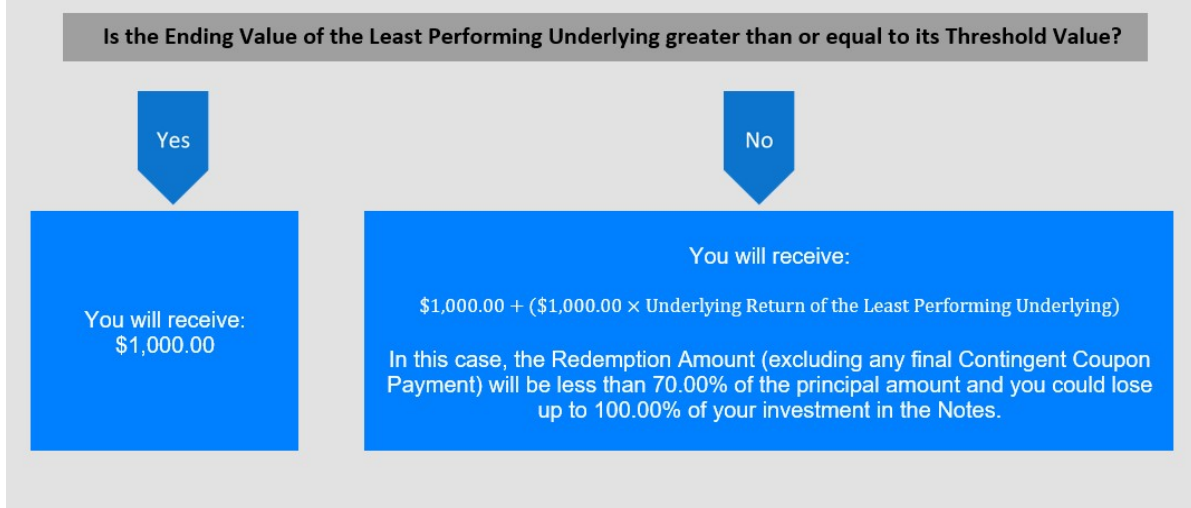 Is the Ending Value of the Least Performing Underlying greater than or equal to its Threshold Value?
Yes
No
You will receive:
$1,000.00
You will receive:
$1,000.00 + ($1,000.00 × Underlying Return of the Least Performing Underlying)
In this case, the Redemption Amount (excluding any final Contingent Coupon
Payment) will be less than 70.00% of the principal amount and you could lose
up to 100.00% of your investment in the Notes.